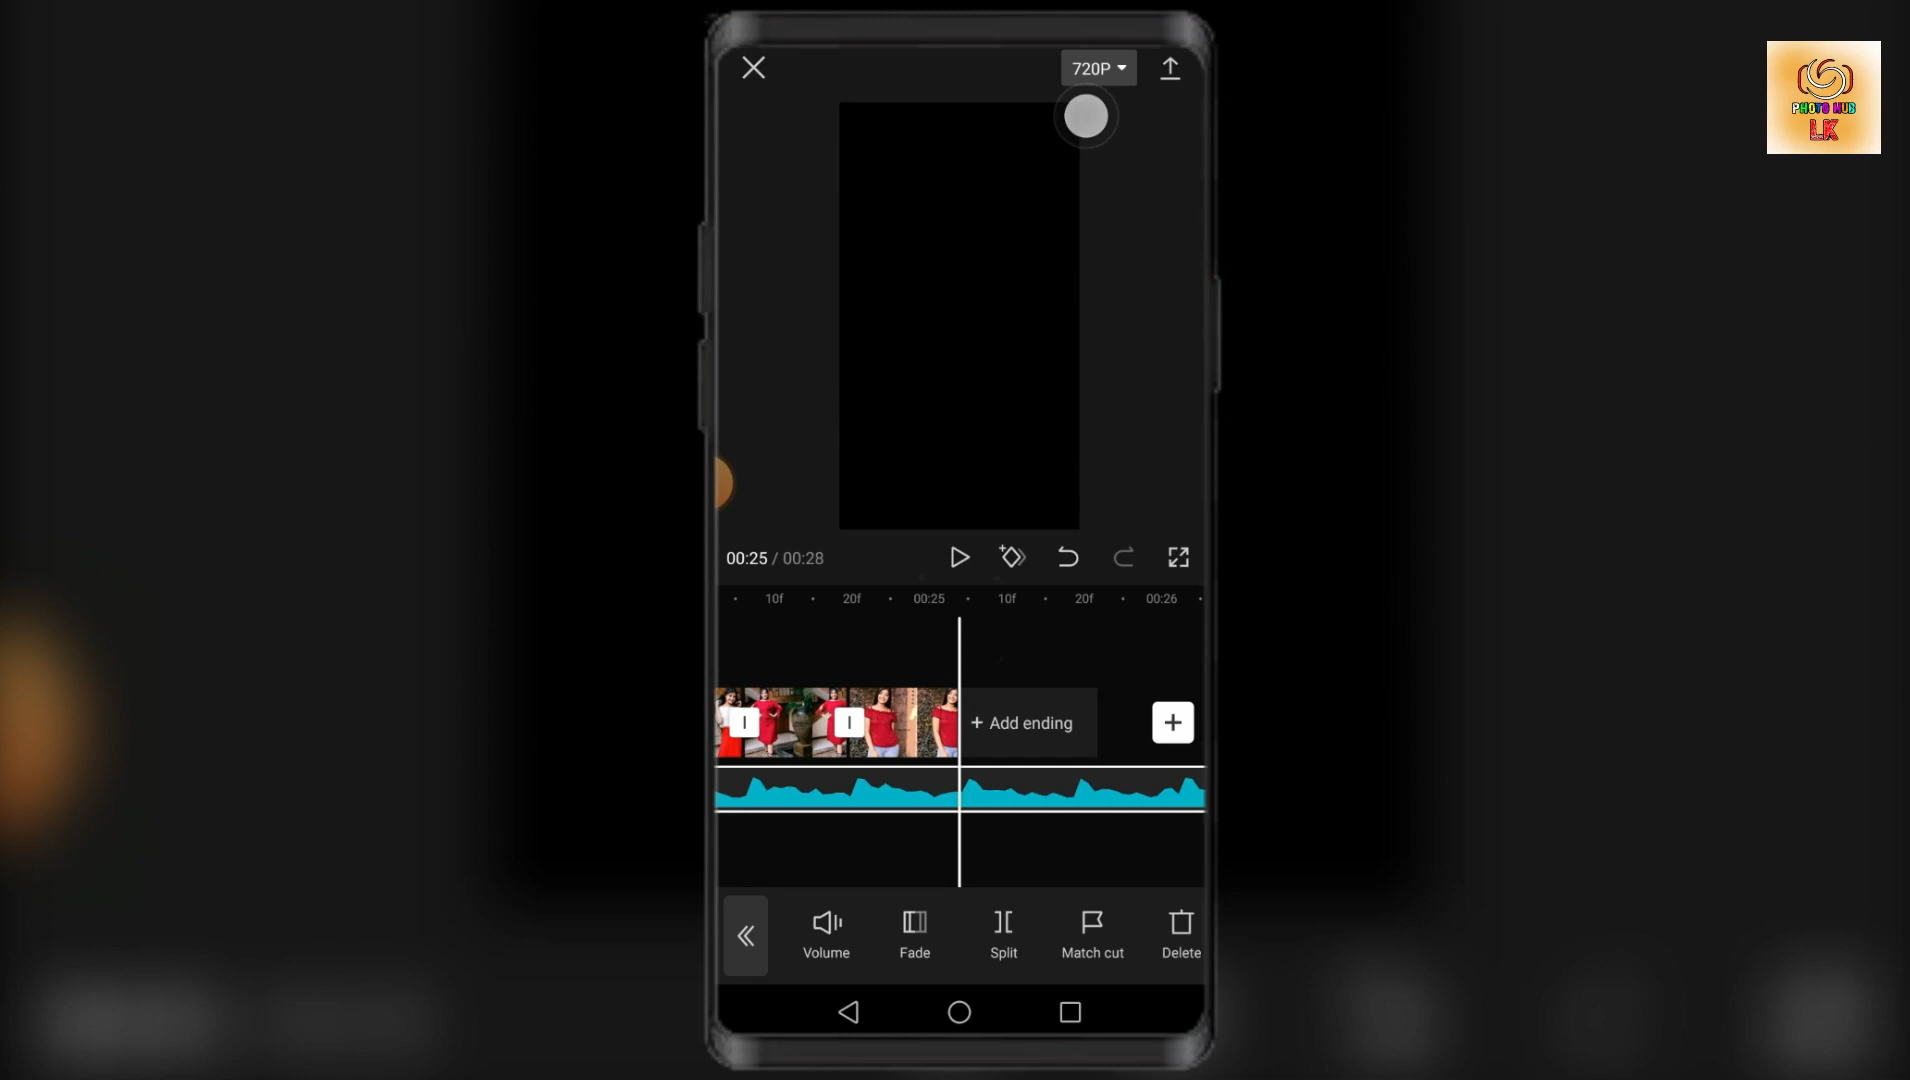 720P
PHOTO HUB
LK
00:25 / 00:28
10f
20f
00:25
10f
20f
00:26
+ Add ending
Volume
Fade
Split
Match cut
Delete